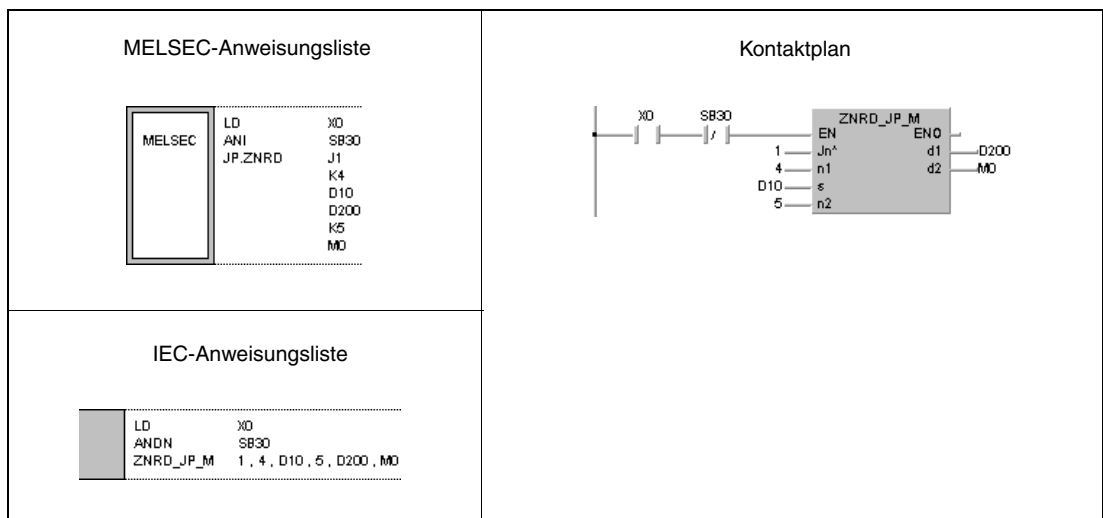 MELSEC-Anweisungsliste
MELSEC
LD X0
ANI SB30
JP.ZNRD J1
K4
D10
D200
K5
M0
Kontaktplan
X0 SB30
ZNRD_JP_M
EN ENO
1 Jn* d1 D200
4 n1 d2 M0
D10 s
5 n2
IEC-Anweisungsliste
LD X0
ANDN SB30
ZNRD_JP_M 1 , 4 , D10 , 5 , D200 , M0